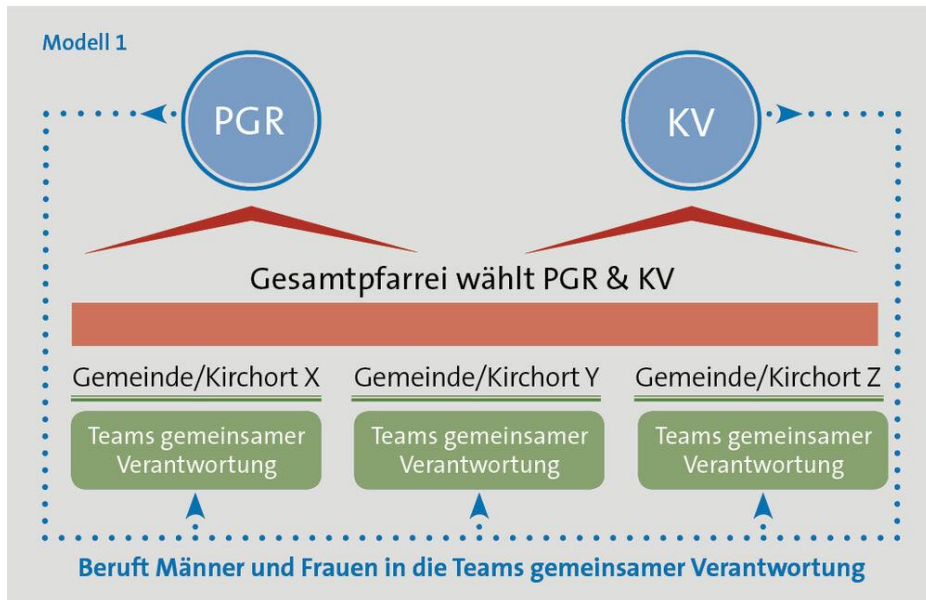 Modell 1
PGR
KV
Gesamtpfarrei wählt PGR & KV
Gemeinde/Kirchort X
Gemeinde/Kirchort Y
Gemeinde/Kirchort Z
Teams gemeinsamer
Verantwortung
Teams gemeinsamer
Verantwortung
Teams gemeinsamer
Verantwortung
Beruft Männer und Frauen in die Teams gemeinsamer Verantwortung